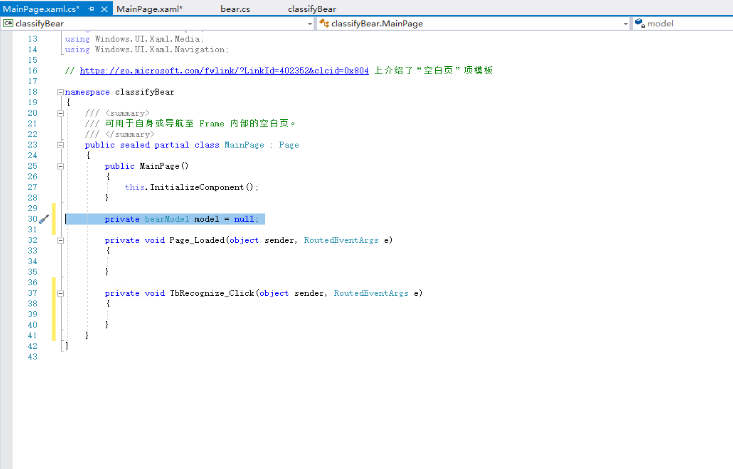 MainPage.xaml.cs* MainPage.xaml* bear.cs classifyBear
classifyBear classifyBear.MainPage model
13 using Windows.UI.Xaml.Media;
14 using Windows.UI.Xaml.Navigation;
15
16 // https://go.microsoft.com/fwlink/?LinkId=402352&clcid=0x804 上介绍了“空白页”项模板
17
18 namespace classifyBear
19 {
20 /// <summary>
21 /// 可用于自身或导航至 Frame 内部的空白页。
22 /// </summary>
23 public sealed partial class MainPage : Page
24 {
25 public MainPage()
26 {
27 this.InitializeComponent();
28 }
29
30 private bearModel model = null;
31
32 private void Page_Loaded(object sender, RoutedEventArgs e)
33 {
34
35 }
36
37 private void TbRecognize_Click(object sender, RoutedEventArgs e)
38 {
39
40 }
41 }
42 }
43